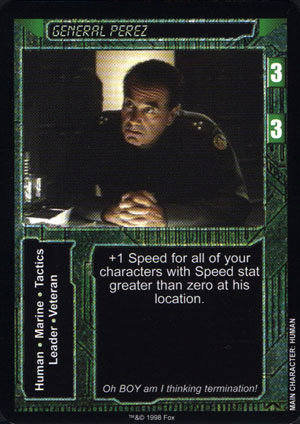 GENERAL PEREZ
3
3
Human • Marine • Tactics
Leader • Veteran
+1 Speed for all of your
characters with Speed stat
greater than zero at his
location.
Oh BOY am I thinking termination!
MAIN CHARACTER: HUMAN
™&© 1998 Fox